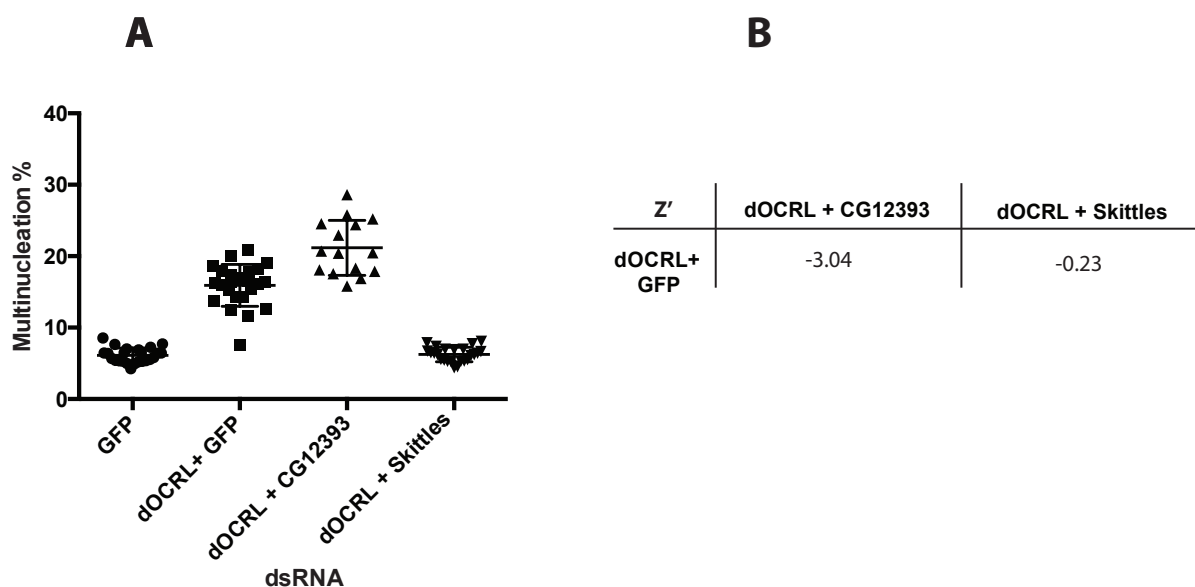 A
B
Multinucleation %
40
30
20
10
0
GFP
dOCRL+ GFP
dOCRL + CG12393
dOCRL + Skittles
dsRNA
Z′ dOCRL + CG12393 dOCRL + Skittles
dOCRL+ -3.04 -0.23
GFP